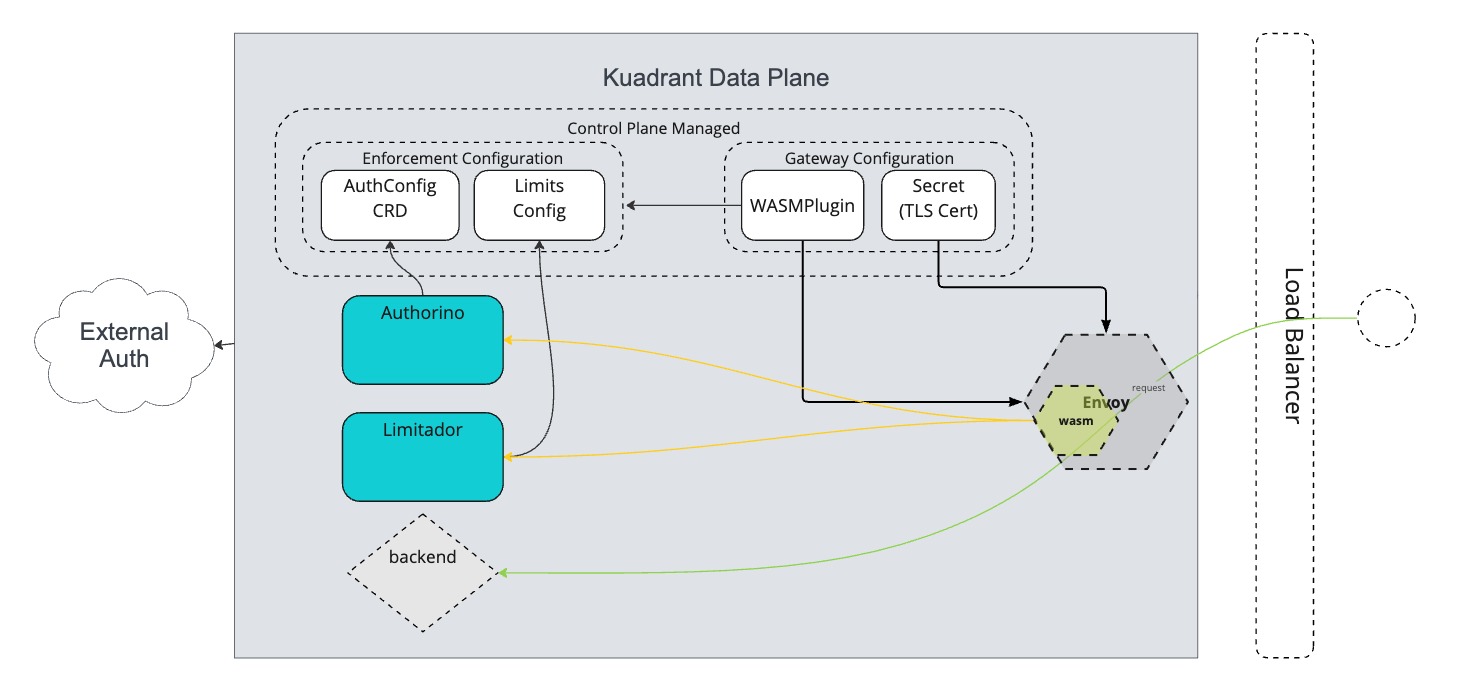 Kuadrant Data Plane
Control Plane Managed
Enforcement Configuration
Gateway Configuration
AuthConfig
CRD
Limits
Config
WASMPlugin
Secret
(TLS Cert)
External
Auth
Authorino
Limitador
backend
request
Envoy
wasm
Load Balancer